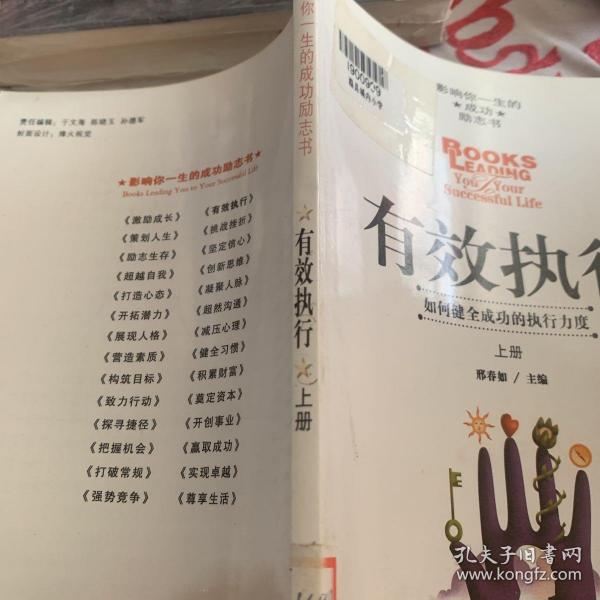 责任编辑：于文海 陈晓玉 孙德军
封面设计：烽火视觉
★影响你一生的成功励志书★
Books Leading You to Your Successful Life
《激励成长》
《策划人生》
《励志生存》
《超越自我》
《打造心态》
《开拓潜力》
《展现人格》
《营造素质》
《构筑目标》
《致力行动》
《探寻捷径》
《把握机会》
《打破常规》
《强势竞争》
《有效执行》
《挑战挫折》
《坚定信心》
《创新思维》
《凝聚人脉》
《超然沟通》
《减压心理》
《健全习惯》
《积累财富》
《奠定资本》
《开创事业》
《赢取成功》
《实现卓越》
《尊享生活》
你一生的成功励志书
★有效执行★上册
1900909
影响你一生的
★成功★
励志书
BOOKS
LEADING
You To Your
Successful Life
有效执行
如何健全成功的执行力度
上册
邢春如／主编
孔夫子旧书网
www.kongfz.com